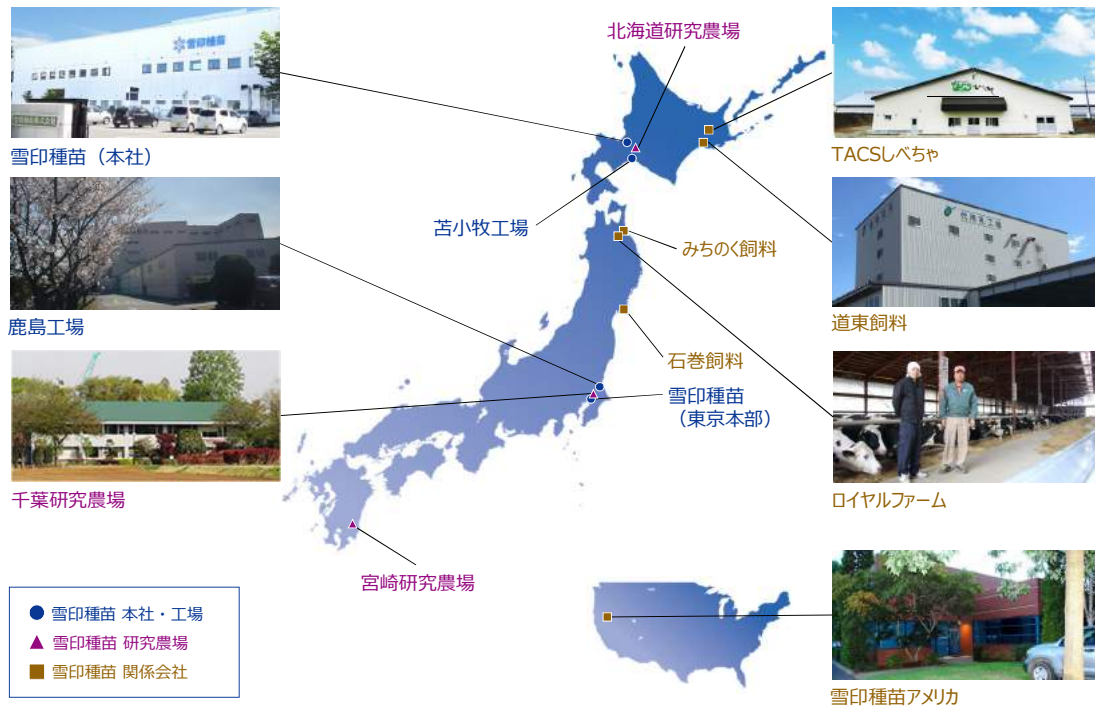 北海道研究農場
雪印種苗
雪印種苗（本社）
TACSしべちゃ
苫小牧工場
みちのく飼料
鹿島工場
道東飼料
石巻飼料
雪印種苗
（東京本部）
千葉研究農場
ロイヤルファーム
宮崎研究農場
雪印種苗 本社・工場
雪印種苗 研究農場
雪印種苗 関係会社
雪印種苗アメリカ